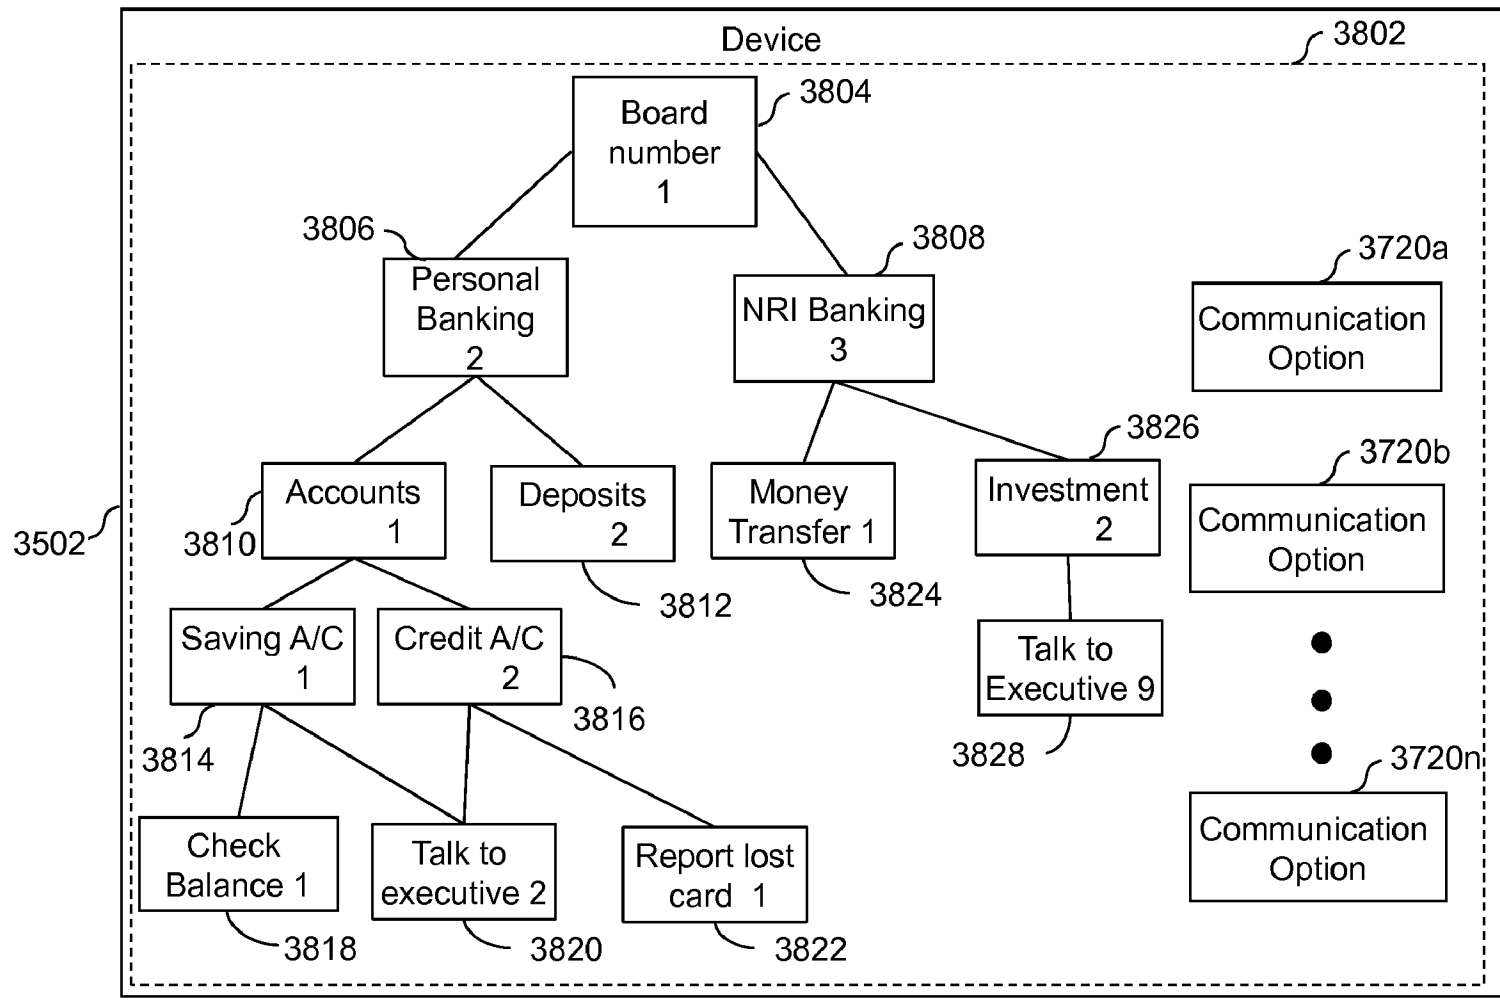 Device
3802
Board
number
1
3804
3806
3808
Personal
Banking
2
NRI Banking
3
3720a
Communication
Option
3826
3720b
Accounts
1
3810
Deposits
2
Money
Transfer 1
Investment
2
Communication
Option
3502
3812
3824
Saving A/C
1
Credit A/C
2
Talk to
Executive 9
3814
3816
3828
3720n
Check
Balance 1
Talk to
executive 2
Report lost
card 1
Communication
Option
3818
3820
3822